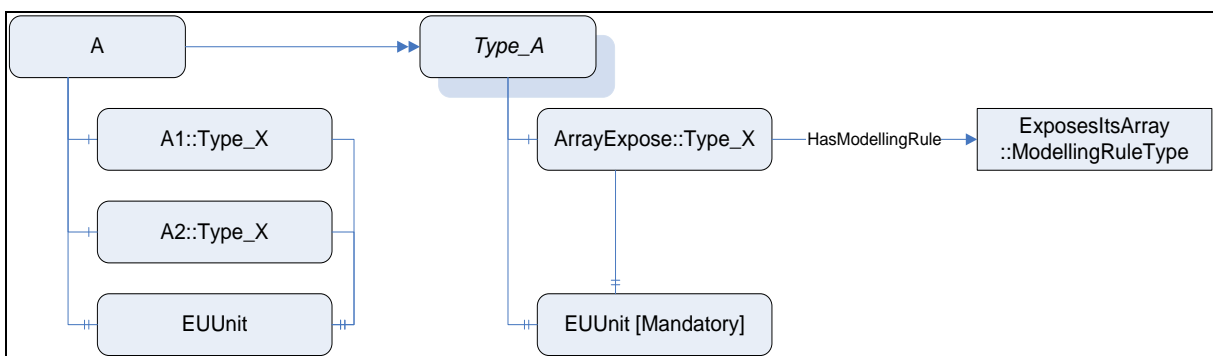 A
Type_A
A1::Type_X
ArrayExpose::Type_X
HasModellingRule
ExposesItsArray
::ModellingRuleType
A2::Type_X
EUUnit
EUUnit [Mandatory]